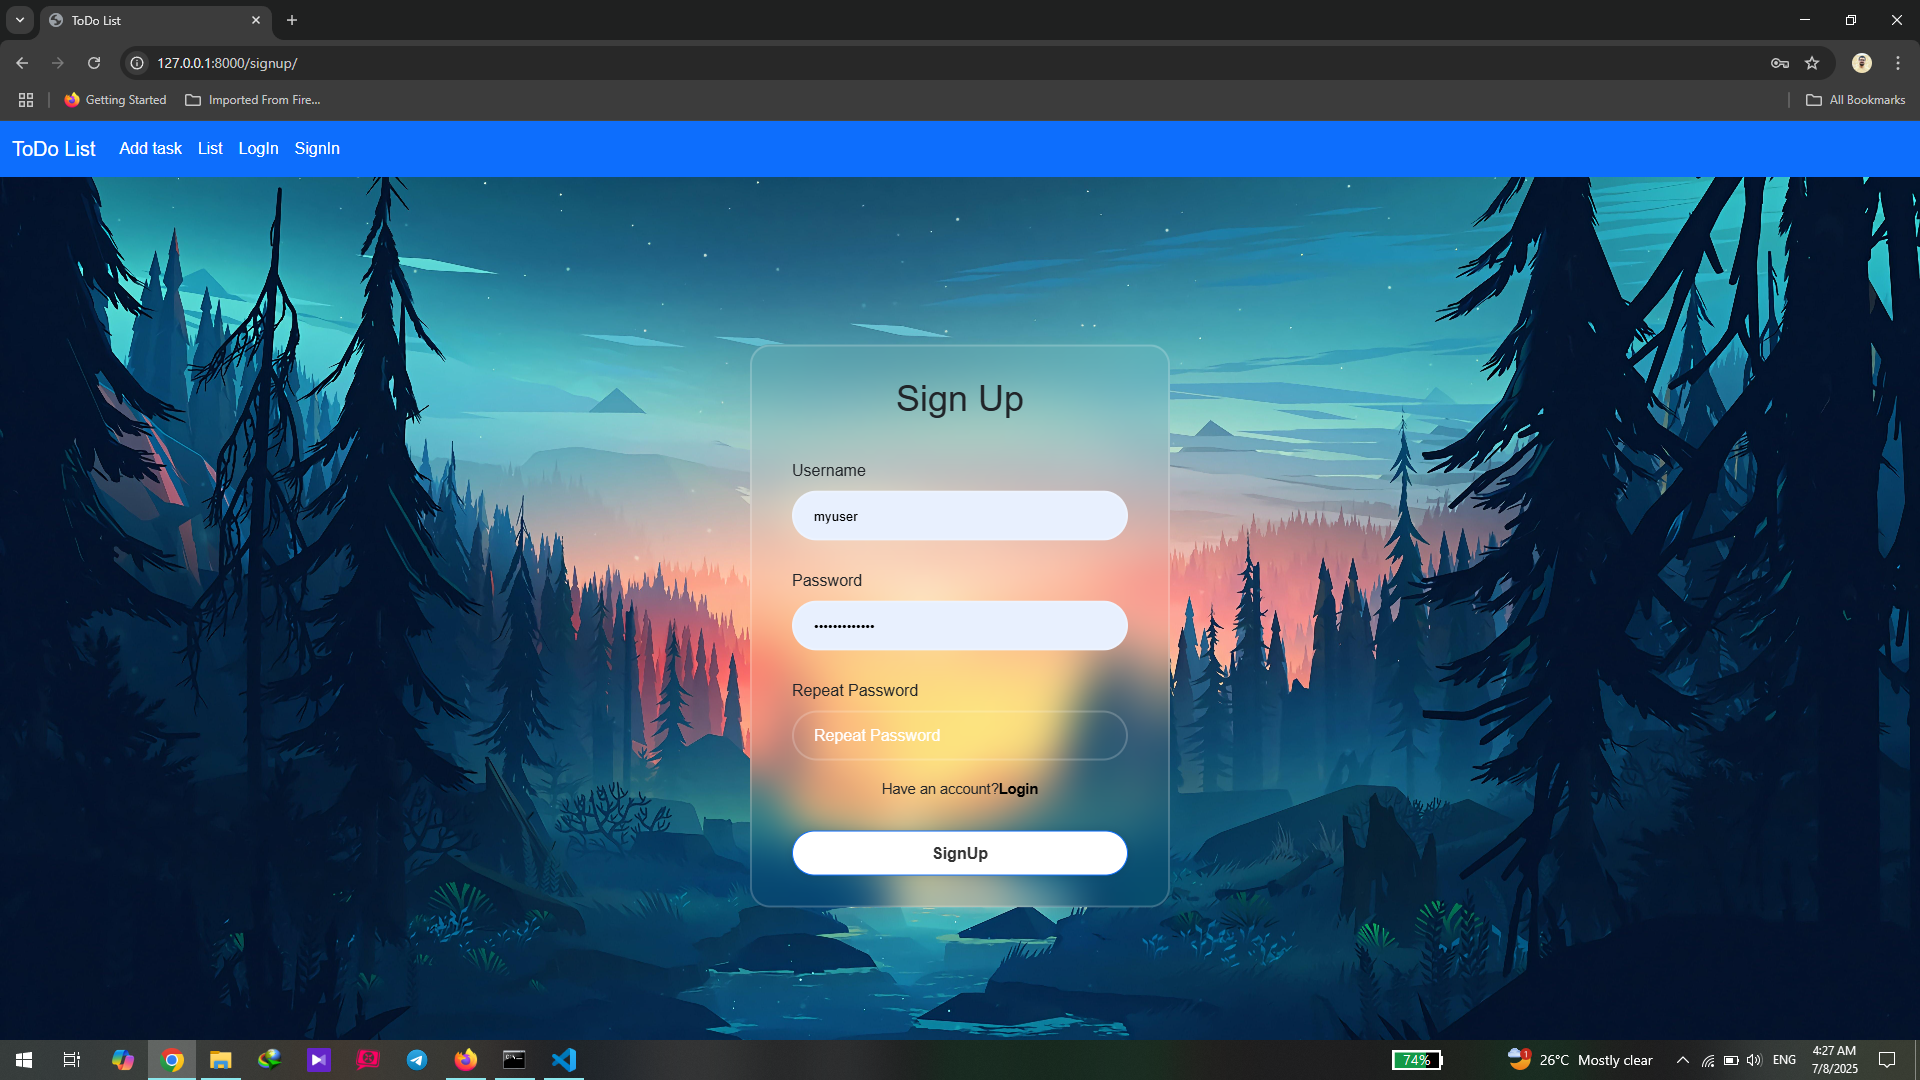 ToDo List
127.0.0.1:8000/signup/
Getting Started Imported From Fire... All Bookmarks
ToDo List Add task List LogIn SignIn
Sign Up
Username
myuser
Password
•••••••••••••
Repeat Password
Repeat Password
Have an account?Login
SignUp
74% 1 26°C Mostly clear ENG 4:27 AM
7/8/2025